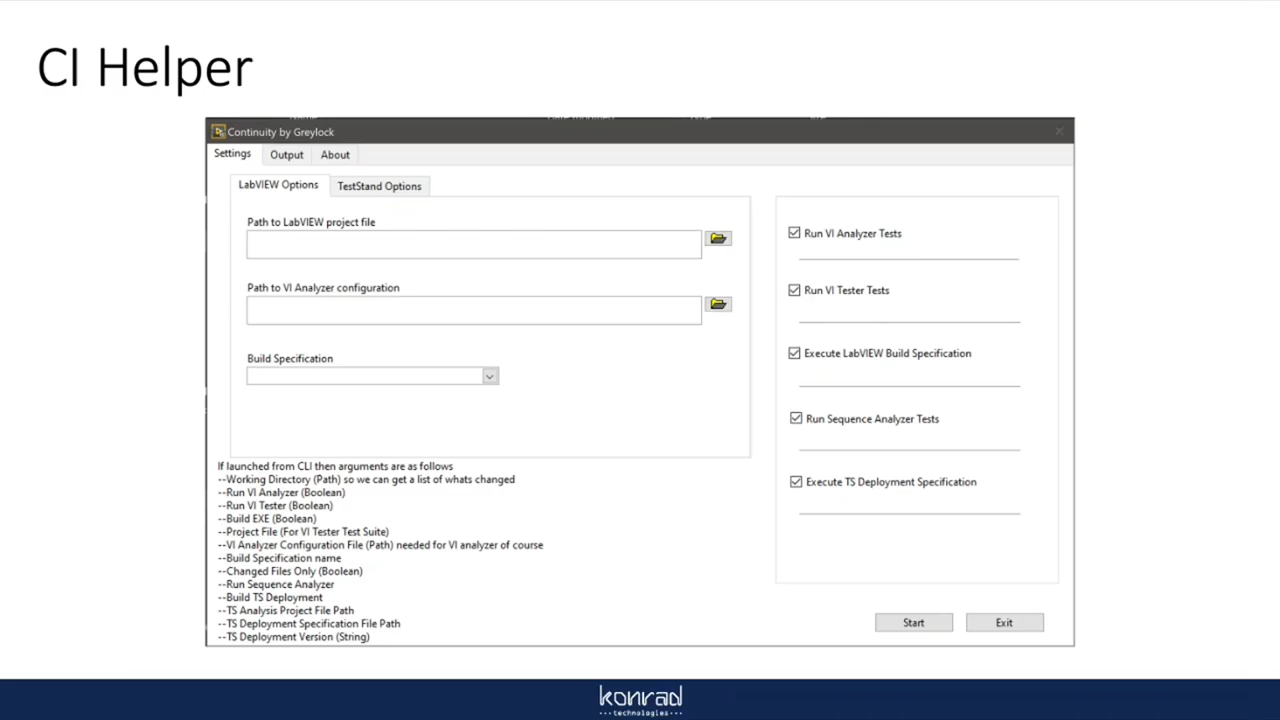 CI Helper
Continuity by Greylock
Settings
Output
About
LabVIEW Options
TestStand Options
Path to LabVIEW project file
Path to VI Analyzer configuration
Build Specification
Run VI Analyzer Tests
Run VI Tester Tests
Execute LabVIEW Build Specification
Run Sequence Analyzer Tests
Execute TS Deployment Specification
If launched from CLI then arguments are as follows
--Working Directory (Path) so we can get a list of whats changed
--Run VI Analyzer (Boolean)
--Run VI Tester (Boolean)
--Build EXE (Boolean)
--Project File (For VI Tester Test Suite)
--VI Analyzer Configuration File (Path) needed for VI analyzer of course
--Build Specification name
--Changed Files Only (Boolean)
--Run Sequence Analyzer
--Build TS Deployment
--TS Analysis Project File Path
--TS Deployment Specification File Path
--TS Deployment Version (String)
Start
Exit
konrad
technologies